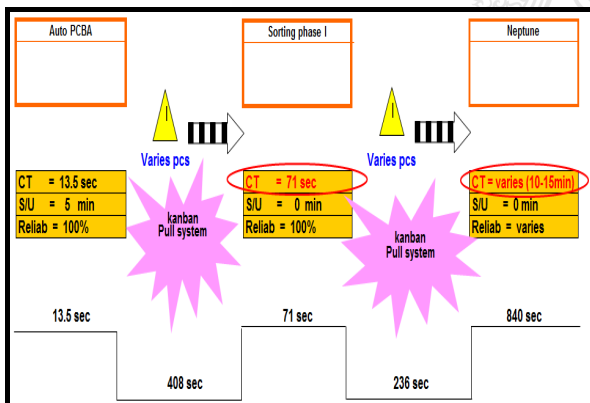 Auto PCBA
Sorting phase I
Neptune
I
I
Varies pcs
Varies pcs
CT = 13.5 sec
S/U = 5 min
Reliab = 100%
kanban
Pull system
CT = 71 sec
S/U = 0 min
Reliab = 100%
kanban
Pull system
CT = varies (10-15min)
S/U = 0 min
Reliab = varies
13.5 sec
71 sec
840 sec
408 sec
236 sec